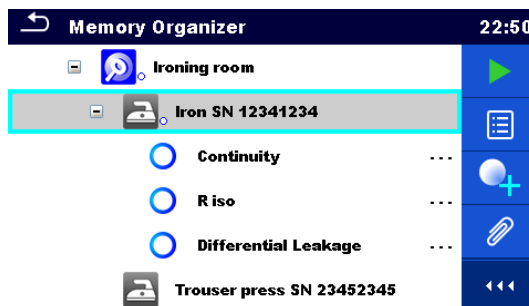 Memory Organizer 22:50
Ironing room
Iron SN 12341234
Continuity ---
R iso ---
Differential Leakage ---
Trouser press SN 23452345